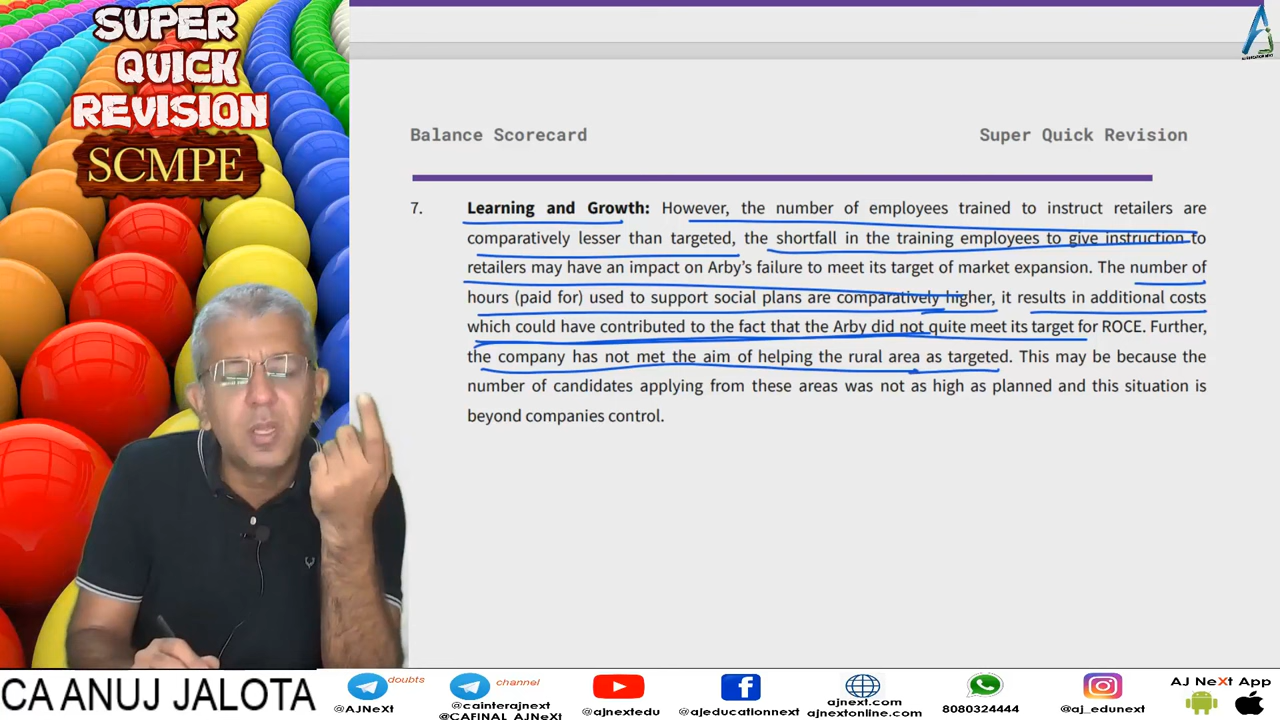 SUPER
QUICK
REVISION
SCMPE
Balance Scorecard
Super Quick Revision
7. Learning and Growth: However, the number of employees trained to instruct retailers are
comparatively lesser than targeted, the shortfall in the training employees to give instruction to
retailers may have an impact on Arby's failure to meet its target of market expansion. The number of
hours (paid for) used to support social plans are comparatively higher, it results in additional costs
which could have contributed to the fact that the Arby did not quite meet its target for ROCE. Further,
the company has not met the aim of helping the rural area as targeted. This may be because the
number of candidates applying from these areas was not as high as planned and this situation is
beyond companies control.
CA ANUJ JALOTA
doubts
@AJNeXt
channel
@cainterajnext
@CAFINAL_AJNeXt
@ajnextedu
@ajeducationnext
ajnext.com
ajnextonline.com
8080324444
@aj_edunext
AJ NeXt App